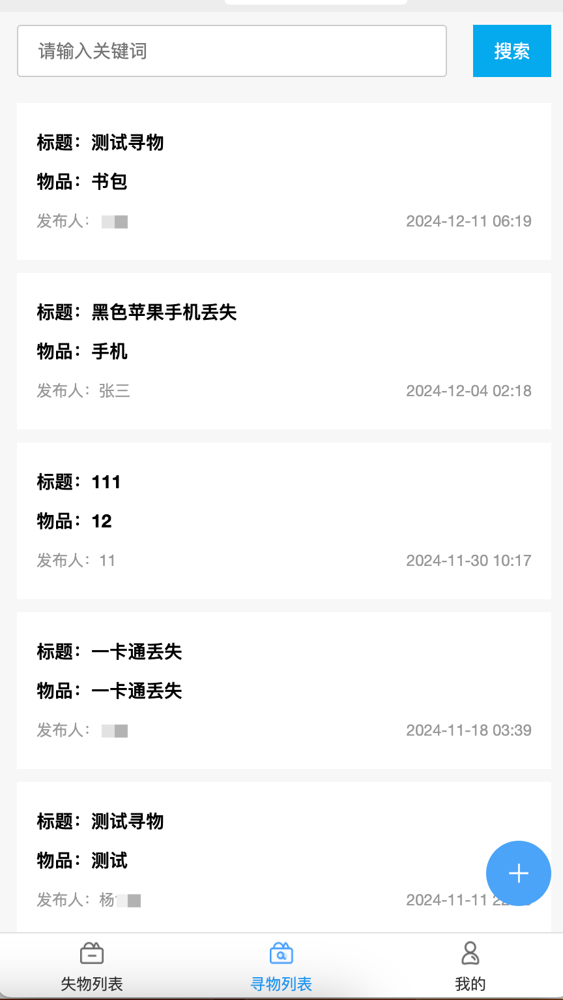 请输入关键词
搜索
标题：测试寻物
物品：书包
发布人：
2024-12-11 06:19
标题：黑色苹果手机丢失
物品：手机
发布人：张三
2024-12-04 02:18
标题：111
物品：12
发布人：11
2024-11-30 10:17
标题：一卡通丢失
物品：一卡通丢失
发布人：
2024-11-18 03:39
标题：测试寻物
物品：测试
发布人：杨
2024-11-11
失物列表
寻物列表
我的